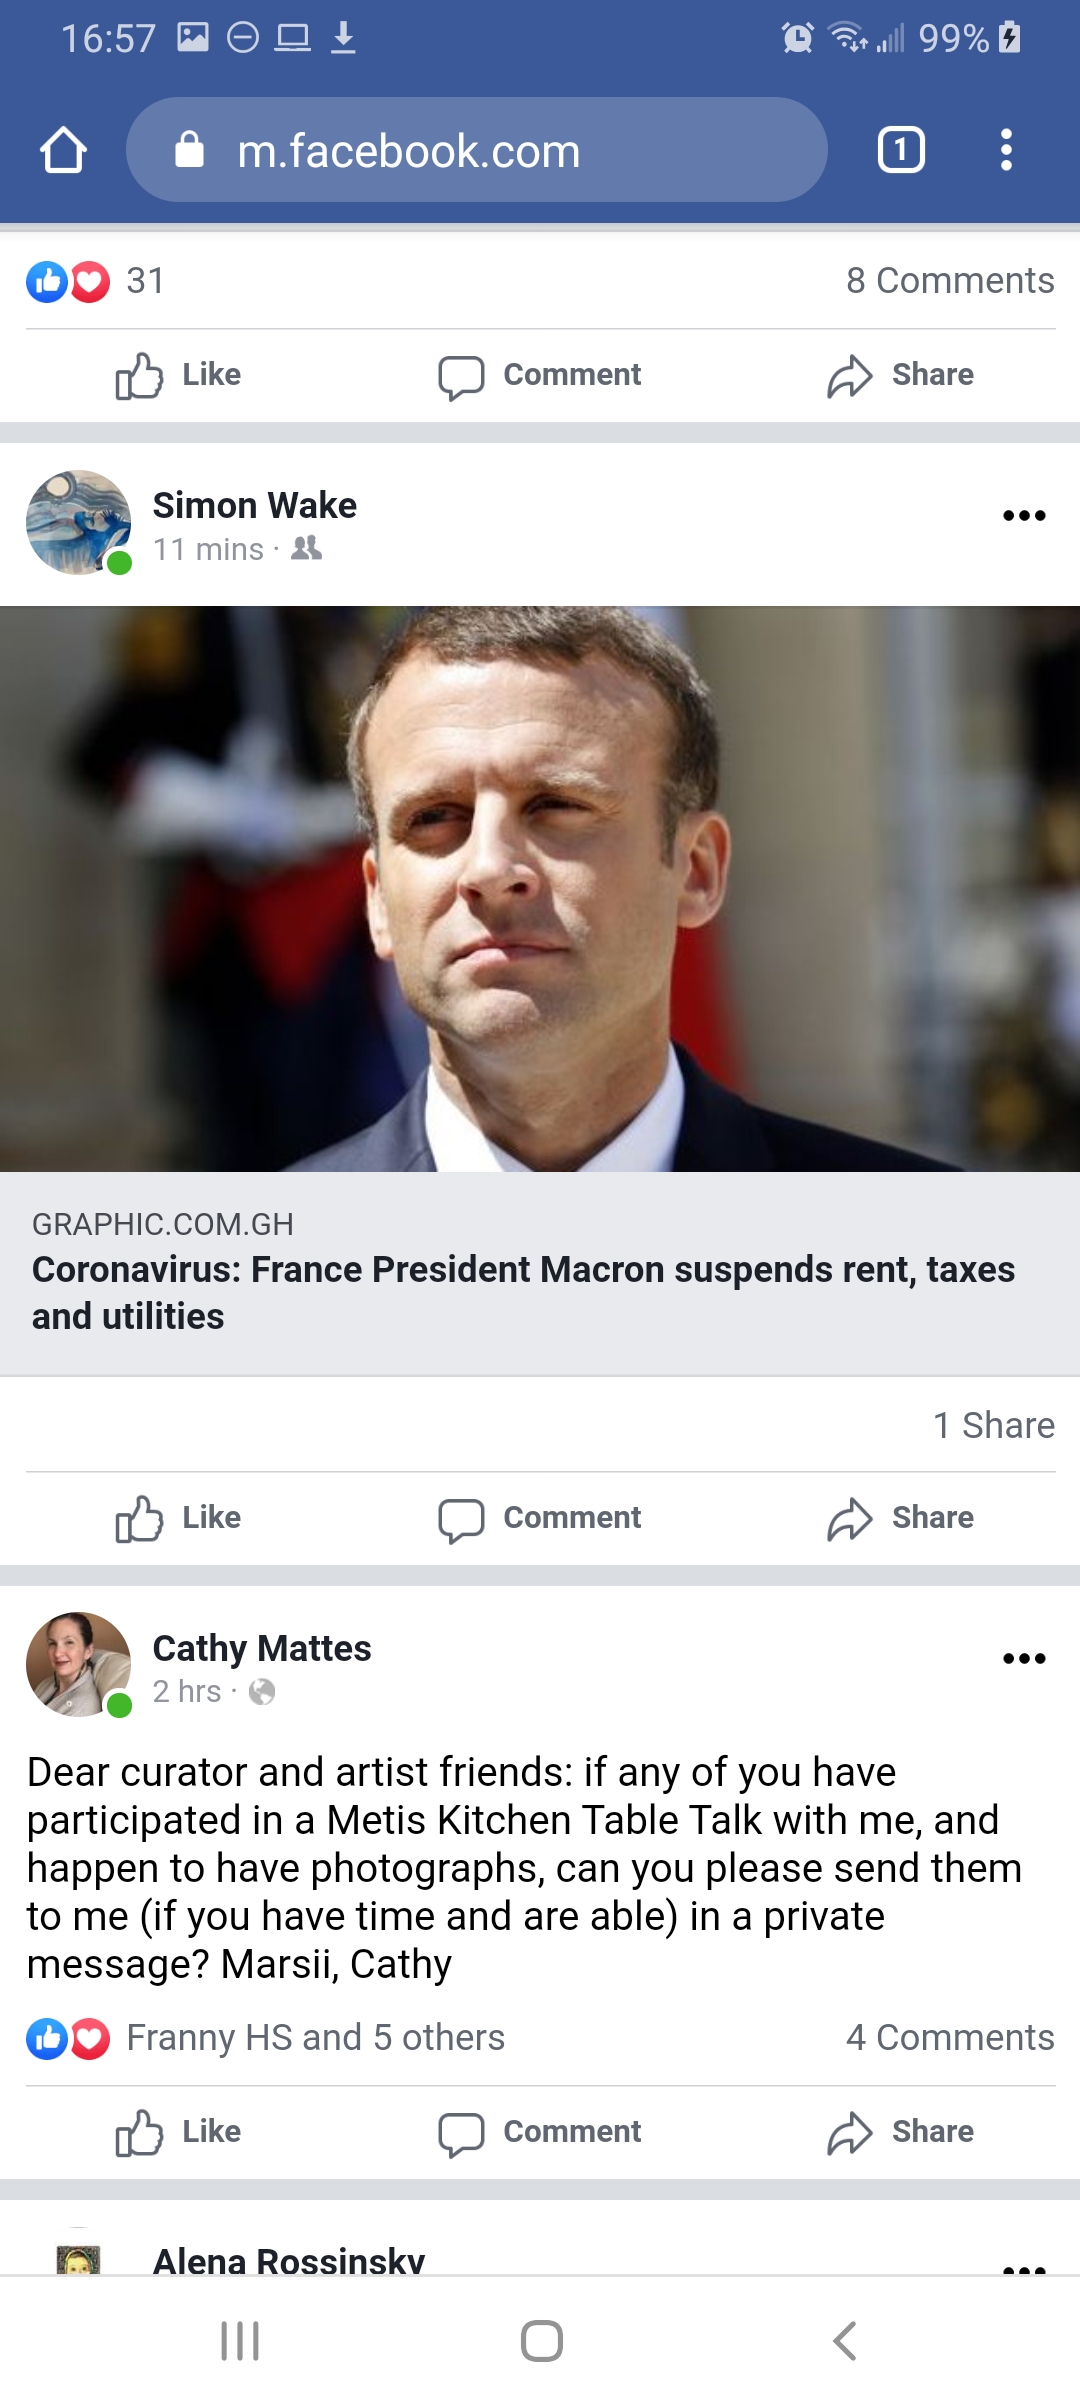 16:57
99%
m.facebook.com
1
31
8 Comments
Like
Comment
Share
Simon Wake
11 mins ·
GRAPHIC.COM.GH
Coronavirus: France President Macron suspends rent, taxes
and utilities
1 Share
Like
Comment
Share
Cathy Mattes
2 hrs ·
Dear curator and artist friends: if any of you have
participated in a Metis Kitchen Table Talk with me, and
happen to have photographs, can you please send them
to me (if you have time and are able) in a private
message? Marsii, Cathy
Franny HS and 5 others
4 Comments
Like
Comment
Share
Alena Rossinsky